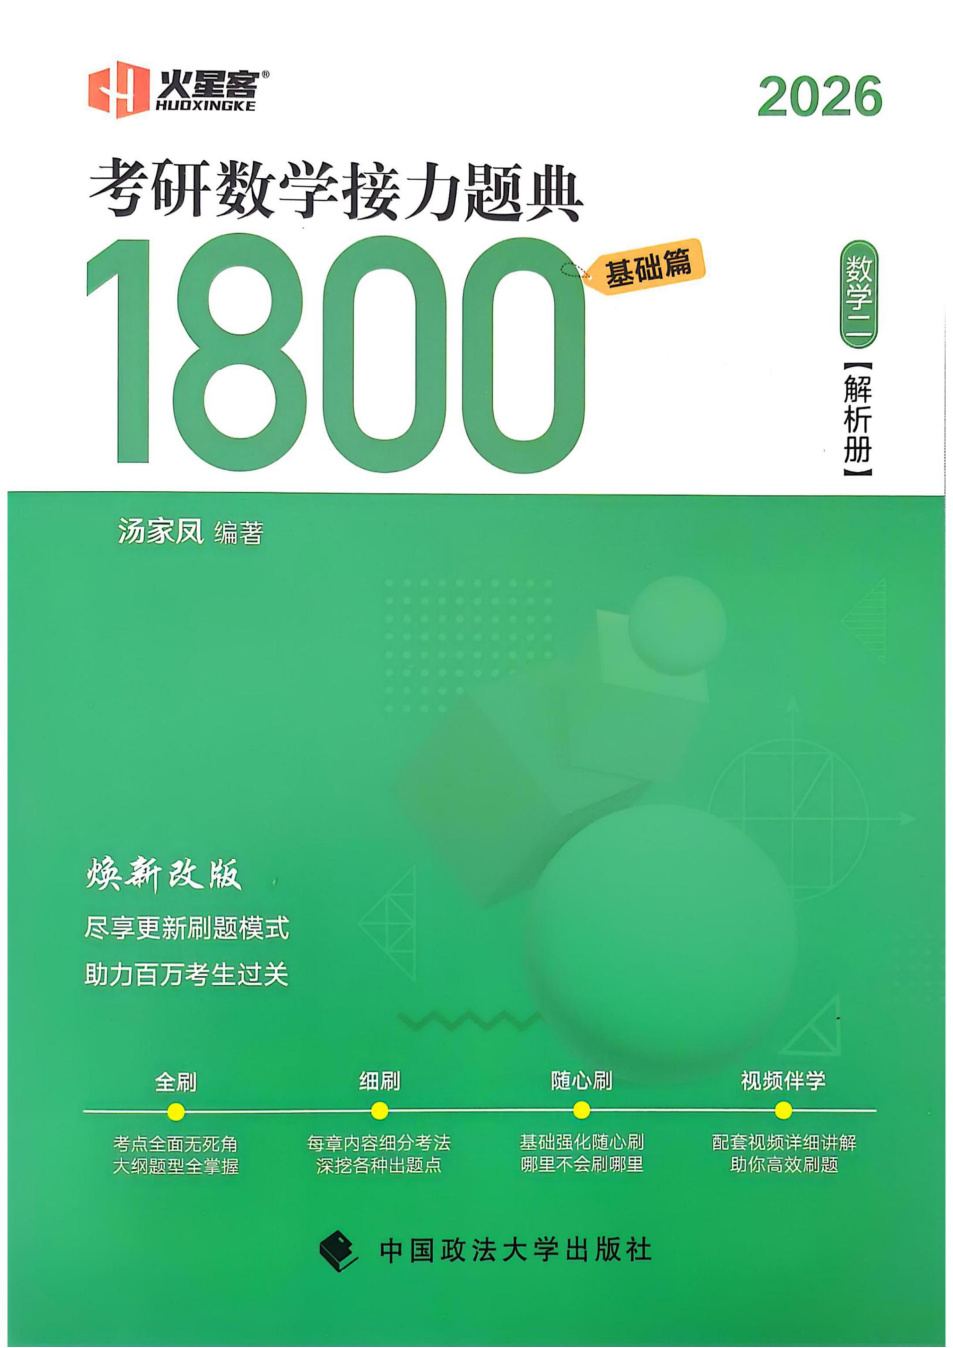 火星客®
HUOXINGKE
2026
考研数学接力题典
1800
基础篇
数学二
【解析册】
汤家凤 编著
焕新改版
尽享更新刷题模式
助力百万考生过关
全刷
考点全面无死角
大纲题型全掌握
细刷
每章内容细分考法
深挖各种出题点
随心刷
基础强化随心刷
哪里不会刷哪里
视频伴学
配套视频详细讲解
助你高效刷题
中国政法大学出版社